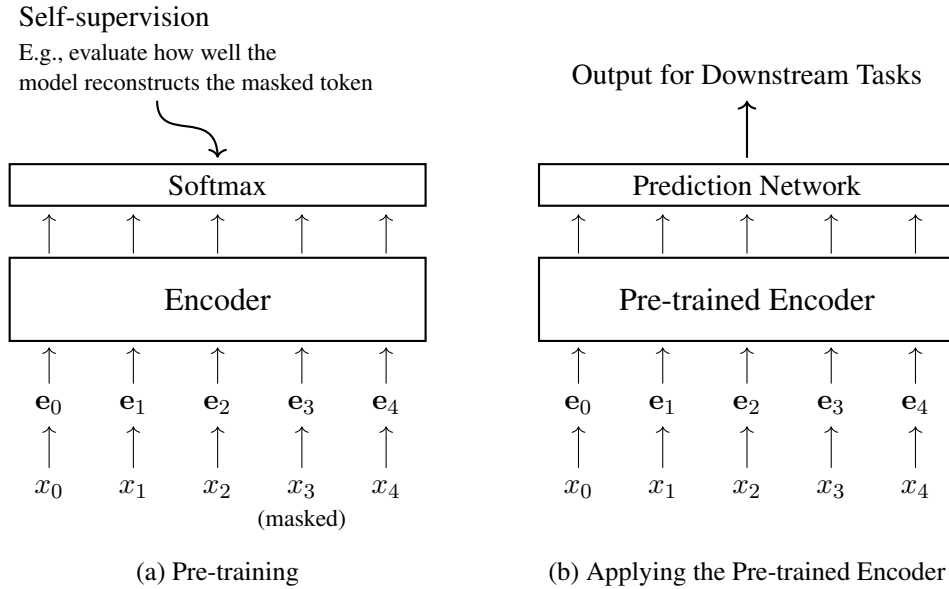 Self-supervision
E.g., evaluate how well the
model reconstructs the masked token
Softmax
Encoder
e₀ e₁ e₂ e₃ e₄
x₀ x₁ x₂ x₃ x₄
(masked)
(a) Pre-training
Output for Downstream Tasks
Prediction Network
Pre-trained Encoder
e₀ e₁ e₂ e₃ e₄
x₀ x₁ x₂ x₃ x₄
(b) Applying the Pre-trained Encoder